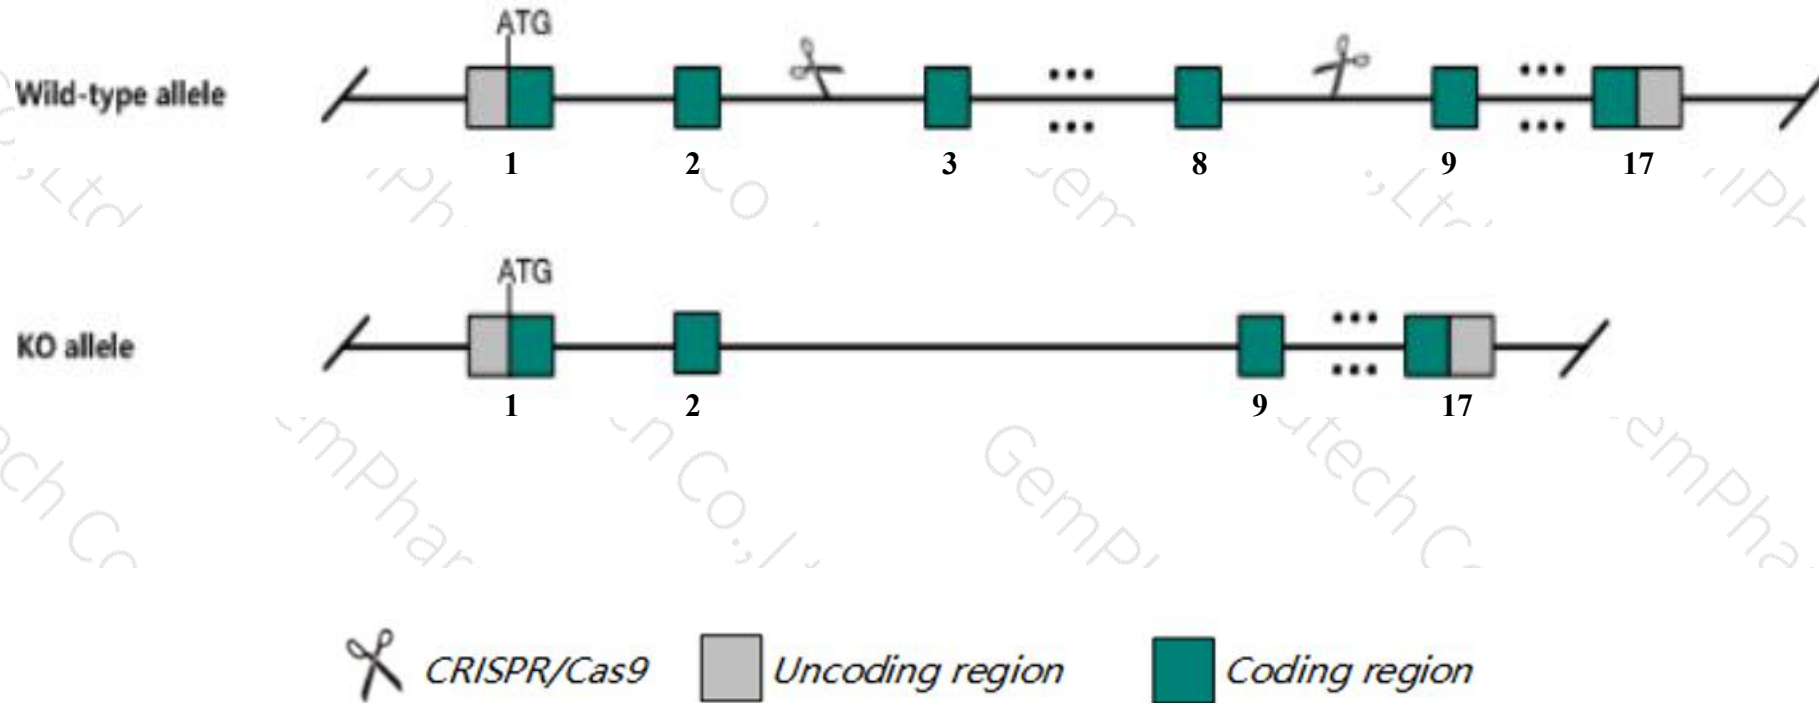 ATG
Wild-type allele
... ...
... ...
1 2 3 8 9 17
ATG
KO allele
...
...
1 2 9 17
CRISPR/Cas9 Uncoding region Coding region
GemPh